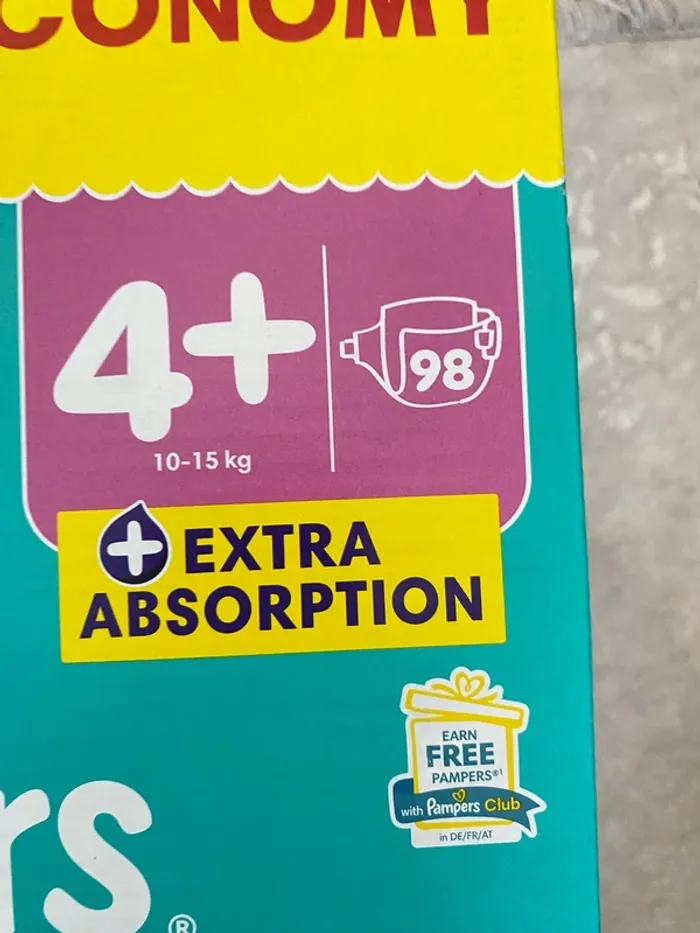 CONOMY
4+
10-15 kg
98
+ EXTRA
ABSORPTION
EARN
FREE
PAMPERS®¹
with Pampers Club
in DE/FR/AT
rs®